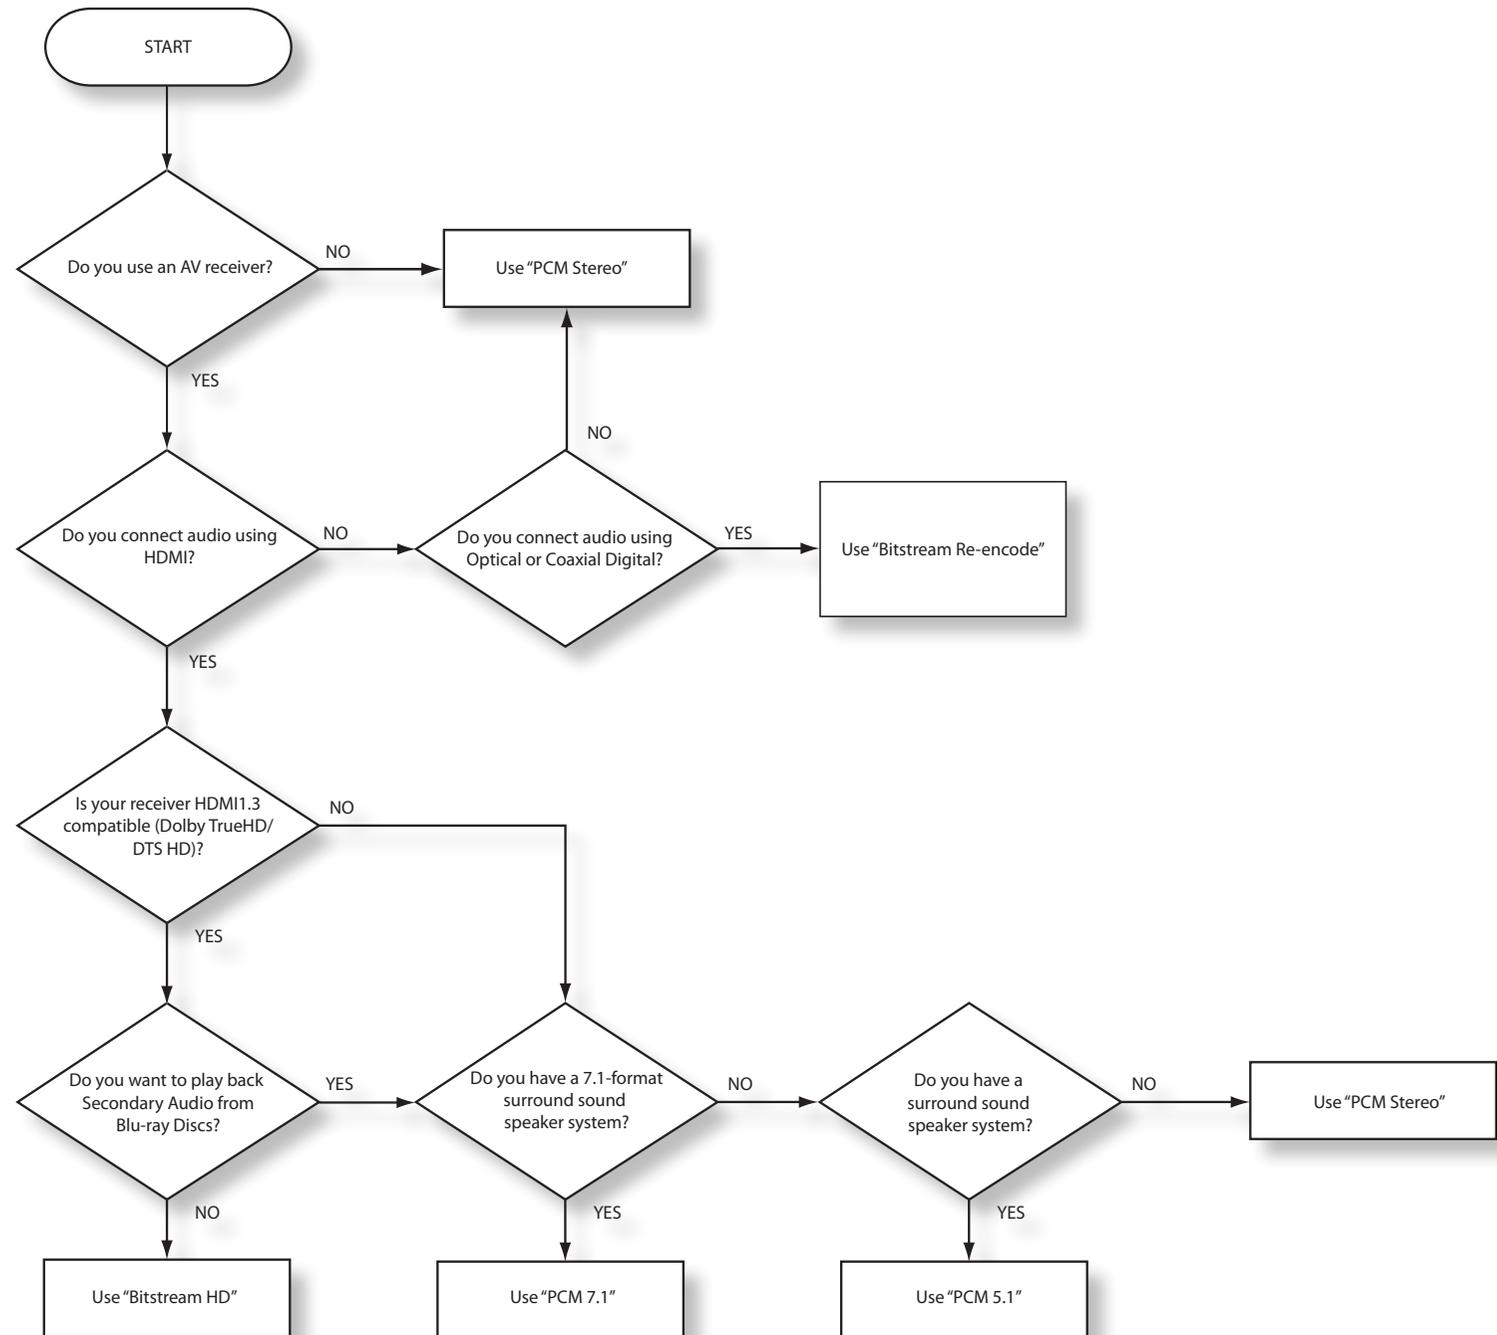 START
Do you use an AV receiver?
NO
Use “PCM Stereo”
YES
NO
Do you connect audio using
HDMI?
NO
Do you connect audio using
Optical or Coaxial Digital?
YES
Use “Bitstream Re-encode”
YES
Is your receiver HDMI1.3
compatible (Dolby TrueHD/
DTS HD)?
NO
YES
Do you want to play back
Secondary Audio from
Blu-ray Discs?
YES
Do you have a 7.1-format
surround sound
speaker system?
NO
Do you have a
surround sound
speaker system?
NO
Use “PCM Stereo”
NO
YES
YES
Use “Bitstream HD”
Use “PCM 7.1”
Use “PCM 5.1”